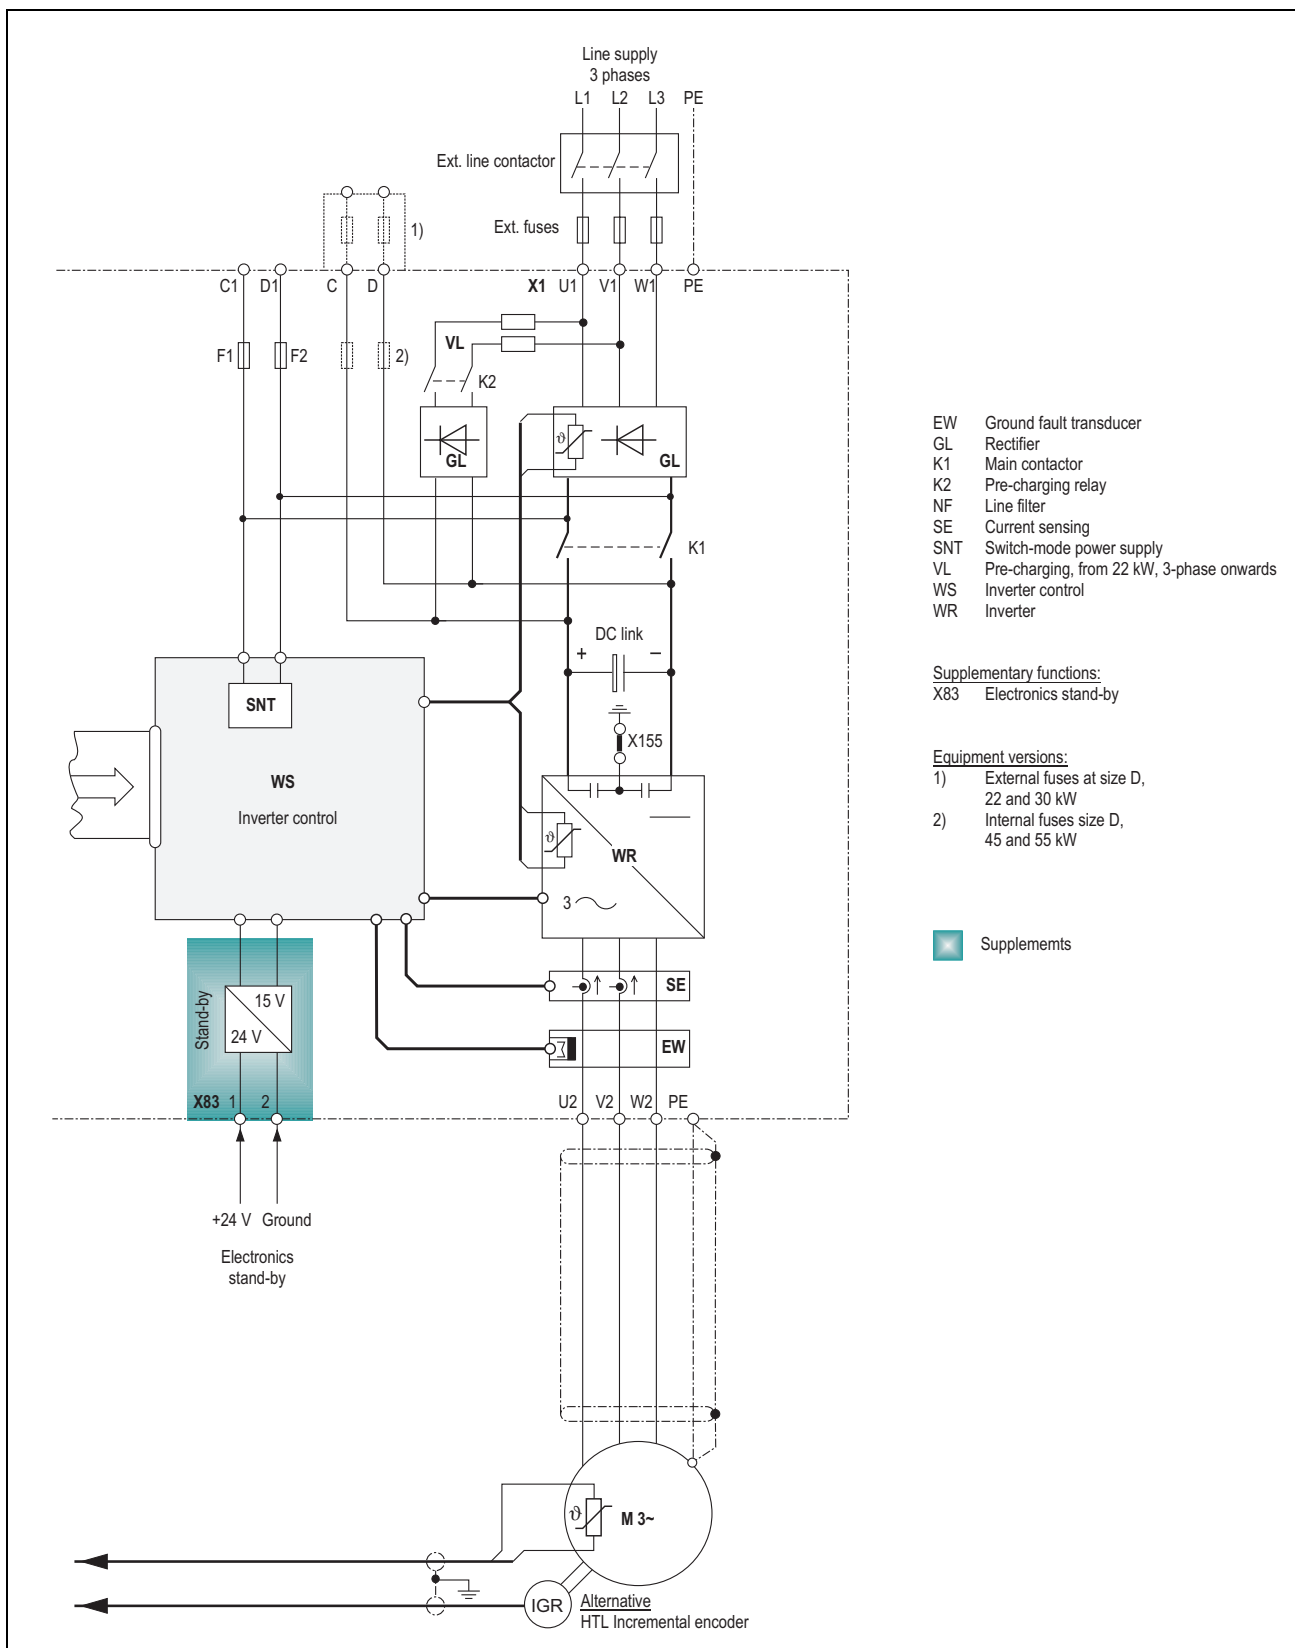 Line supply
3 phases
L1 L2 L3 PE
Ext. line contactor
Ext. fuses
1)
C1 D1 C D X1 U1 V1 W1 PE
VL
F1 F2 2) K2
ϑ
GL GL
K1
DC link
+ −
SNT
X155
WS
Inverter control
ϑ
WR
3
Stand-by
15 V
24 V
SE
EW
X83 1 2
U2 V2 W2 PE
+24 V Ground
Electronics
stand-by
ϑ
M 3~
IGR
Alternative
HTL Incremental encoder
EW Ground fault transducer
GL Rectifier
K1 Main contactor
K2 Pre-charging relay
NF Line filter
SE Current sensing
SNT Switch-mode power supply
VL Pre-charging, from 22 kW, 3-phase onwards
WS Inverter control
WR Inverter
Supplementary functions:
X83 Electronics stand-by
Equipment versions:
1) External fuses at size D,
22 and 30 kW
2) Internal fuses size D,
45 and 55 kW
Supplememts